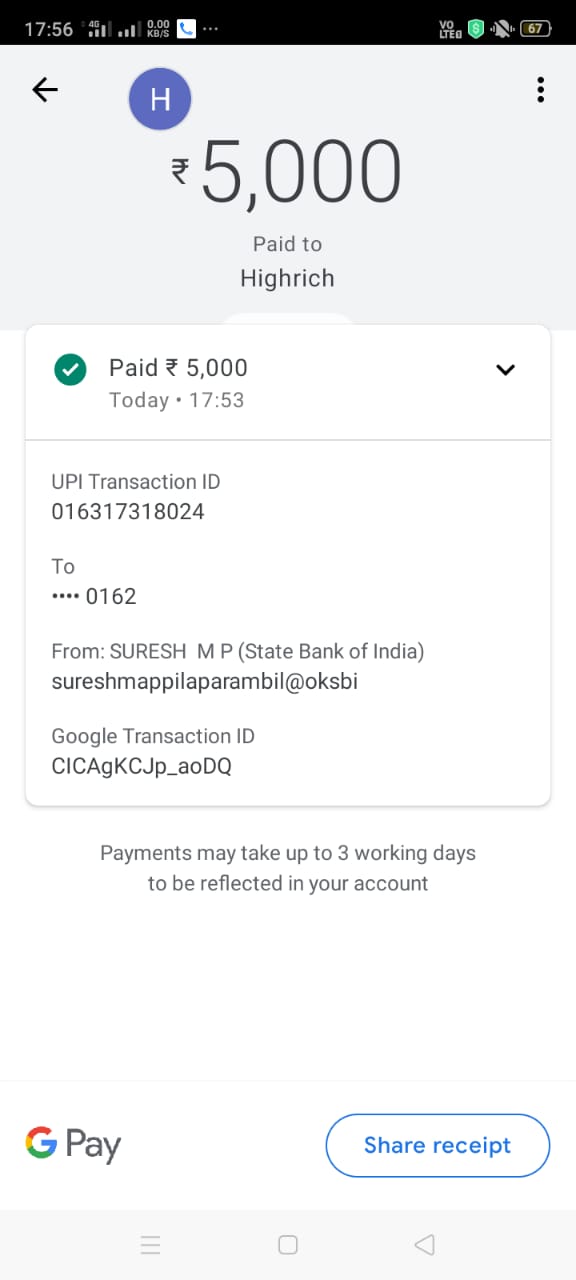 17:56 4G 0.00 KB/S ... VO LTE 67
H
₹5,000
Paid to
Highrich
Paid ₹ 5,000
Today • 17:53
UPI Transaction ID
016317318024
To
•••• 0162
From: SURESH  M P (State Bank of India)
sureshmappilaparambil@oksbi
Google Transaction ID
CICAgKCJp_aoDQ
Payments may take up to 3 working days
to be reflected in your account
G Pay
Share receipt